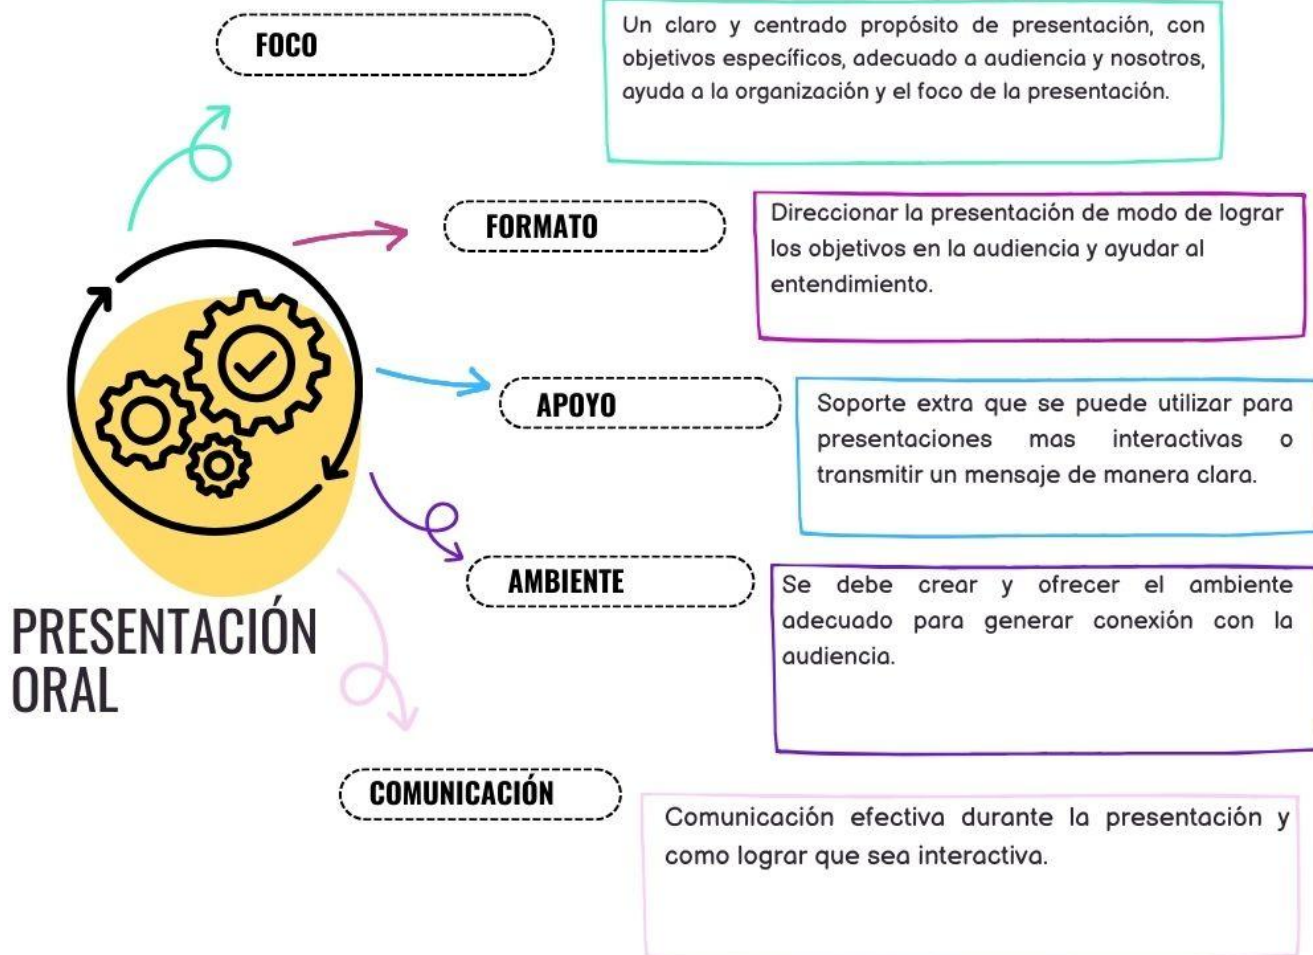 FOCO
Un claro y centrado propósito de presentación, con
objetivos específicos, adecuado a audiencia y nosotros,
ayuda a la organización y el foco de la presentación.
FORMATO
Direccionar la presentación de modo de lograr
los objetivos en la audiencia y ayudar al
entendimiento.
APOYO
Soporte extra que se puede utilizar para
presentaciones mas interactivas o
transmitir un mensaje de manera clara.
AMBIENTE
Se debe crear y ofrecer el ambiente
adecuado para generar conexión con la
audiencia.
PRESENTACIÓN
ORAL
COMUNICACIÓN
Comunicación efectiva durante la presentación y
como lograr que sea interactiva.